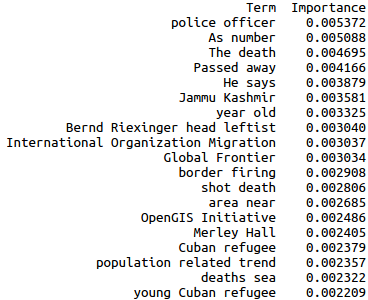 Term Importance
police officer 0.005372
As number 0.005088
The death 0.004695
Passed away 0.004166
He says 0.003879
Jammu Kashmir 0.003581
year old 0.003325
Bernd Riexinger head leftist 0.003040
International Organization Migration 0.003037
Global Frontier 0.003034
border firing 0.002908
shot death 0.002806
area near 0.002685
OpenGIS Initiative 0.002486
Merley Hall 0.002405
Cuban refugee 0.002379
population related trend 0.002357
deaths sea 0.002322
young Cuban refugee 0.002209